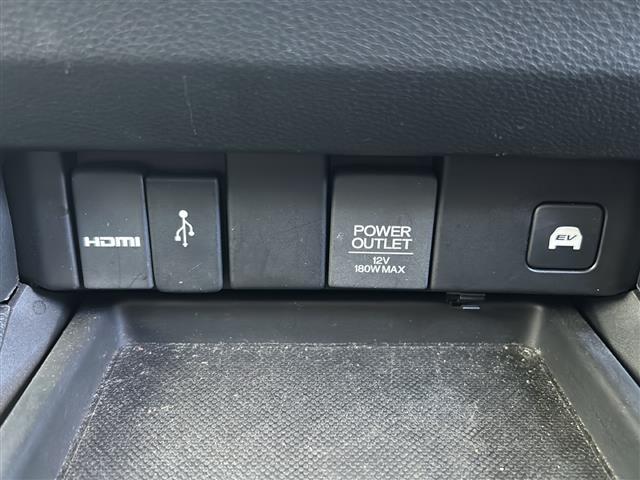 HDMI
POWER
OUTLET
12V
180W MAX
EV